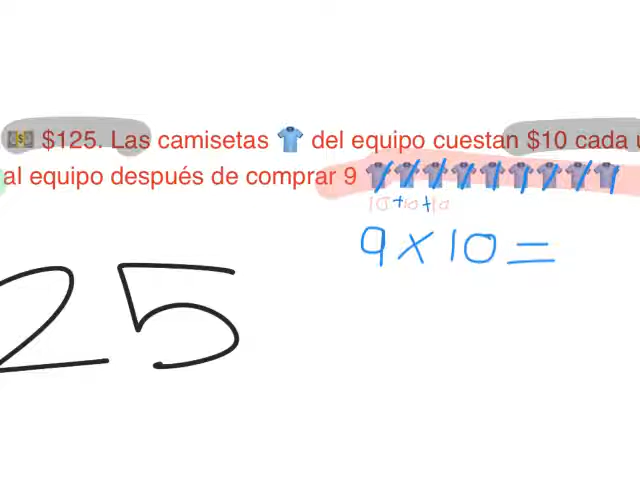 $125. Las camisetas 👕 del equipo cuestan $10 cada
al equipo después de comprar 9
10+10+10
9 × 10 =
25